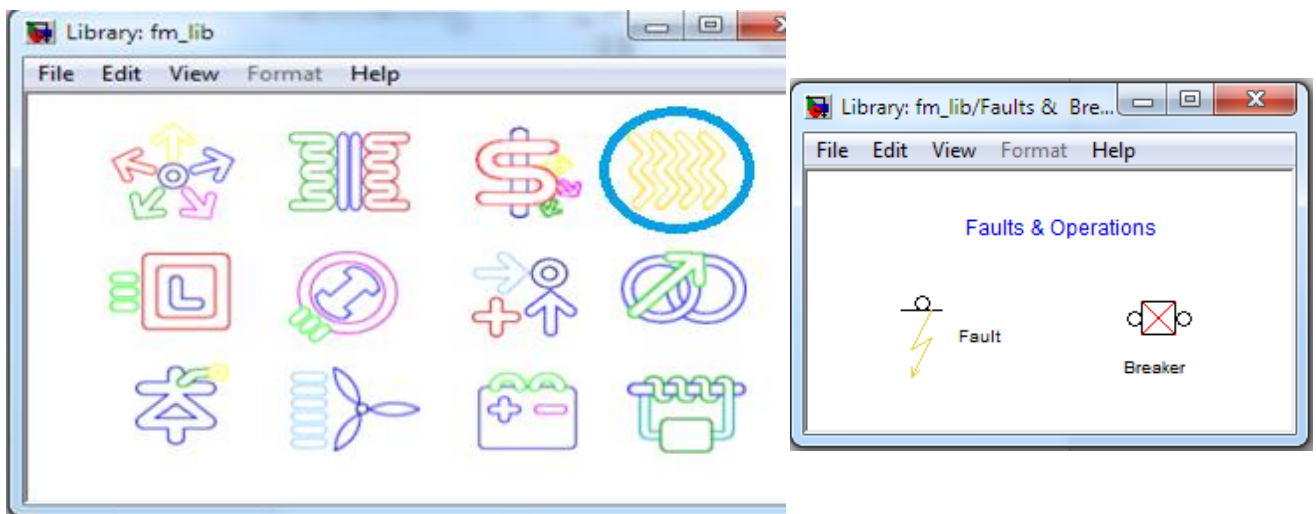 Library: fm_lib
File Edit View Format Help
Library: fm_lib/Faults & Bre...
File Edit View Format Help
Faults & Operations
Fault
Breaker